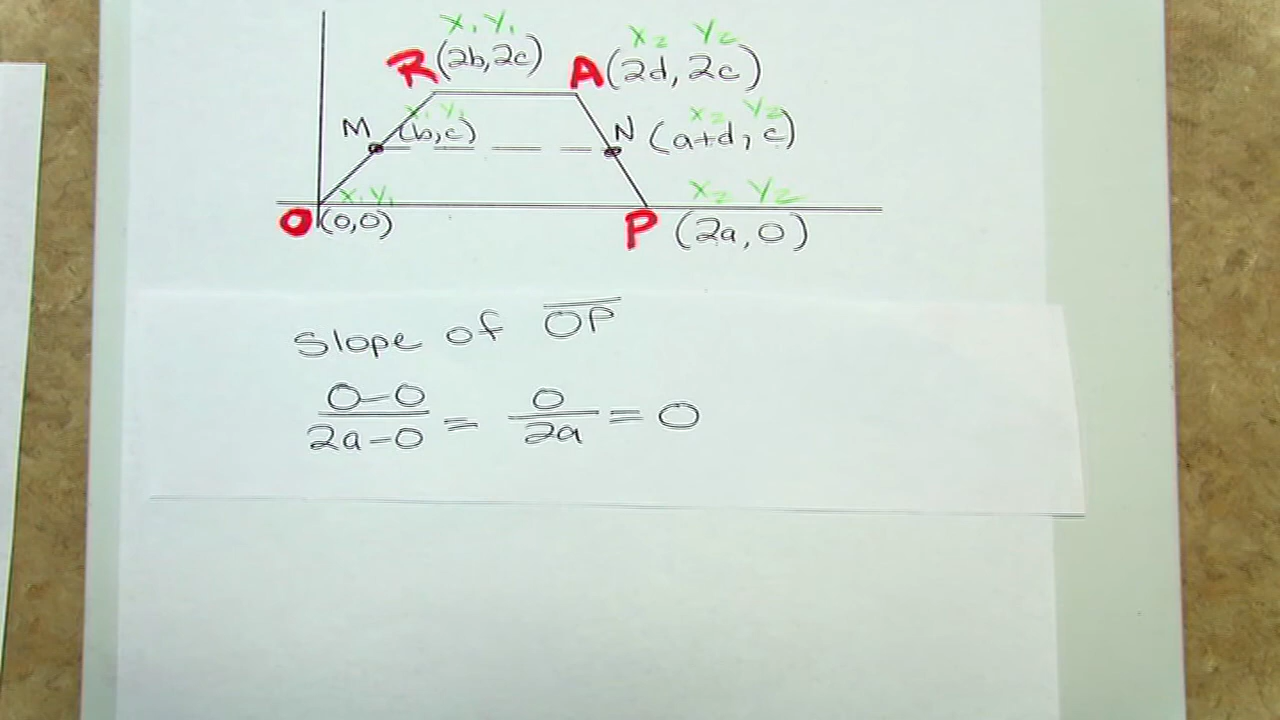 X₁ Y₁ X₂ Y₂
R (2b, 2c) A (2d, 2c)
X₁ Y₁ X₂ Y₂
M (b, c) N (a+d, c)
X₁ Y₁ X₂ Y₂
O (0,0) P (2a, 0)
Slope of OP
0-0 / 2a-0 = 0 / 2a = 0